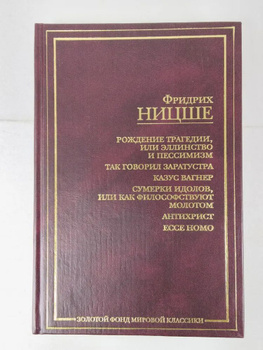 Фридрих
НИЦШЕ
РОЖДЕНИЕ ТРАГЕДИИ,
ИЛИ ЭЛЛИНСТВО
И ПЕССИМИЗМ
ТАК ГОВОРИЛ ЗАРАТУСТРА
КАЗУС ВАГНЕР
СУМЕРКИ ИДОЛОВ,
ИЛИ КАК ФИЛОСОФСТВУЮТ
МОЛОТОМ
АНТИХРИСТ
ECCE HOMO
ЗОЛОТОЙ ФОНД МИРОВОЙ КЛАССИКИ